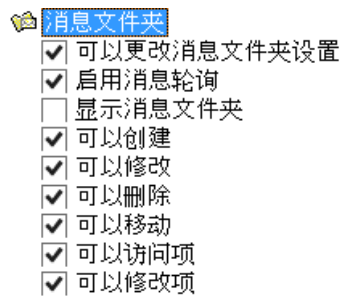 消息文件夹
可以更改消息文件夹设置
启用消息轮询
显示消息文件夹
可以创建
可以修改
可以删除
可以移动
可以访问项
可以修改项